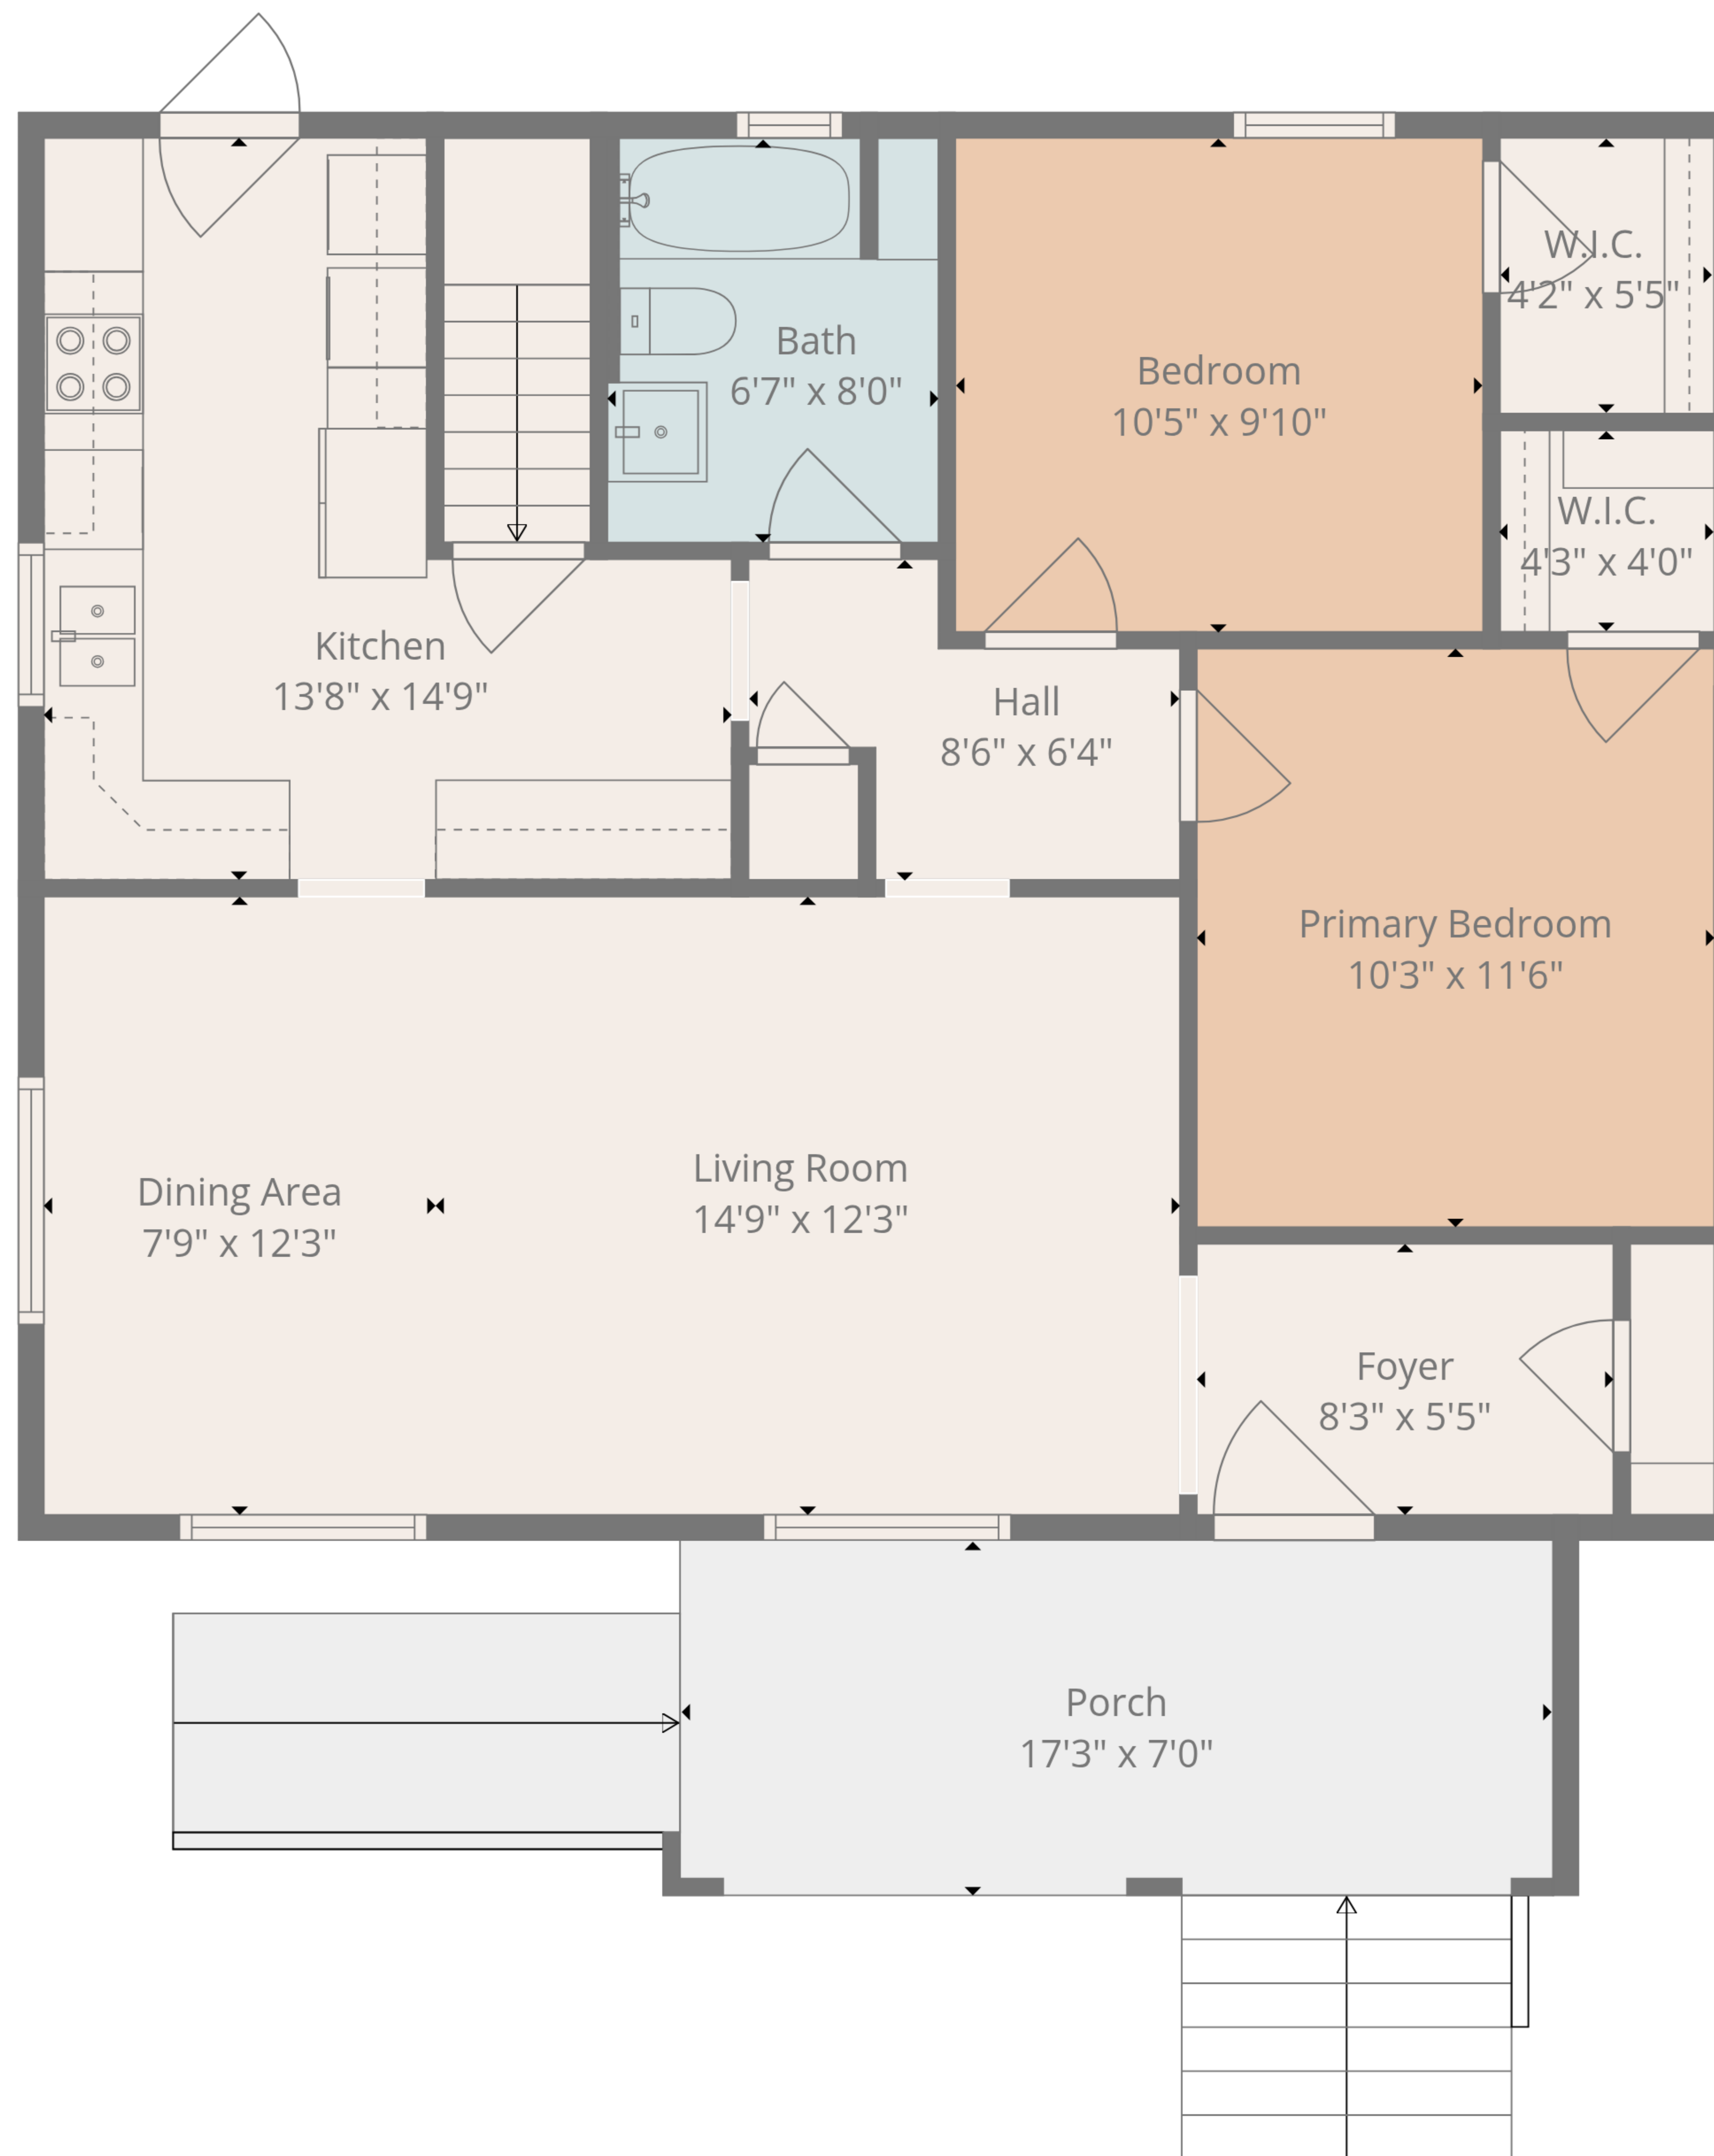 W.I.C.
4'2" x 5'5"
Bath
6'7" x 8'0"
Bedroom
10'5" x 9'10"
W.I.C.
4'3" x 4'0"
Kitchen
13'8" x 14'9"
Hall
8'6" x 6'4"
Primary Bedroom
10'3" x 11'6"
Dining Area
7'9" x 12'3"
Living Room
14'9" x 12'3"
Foyer
8'3" x 5'5"
Porch
17'3" x 7'0"